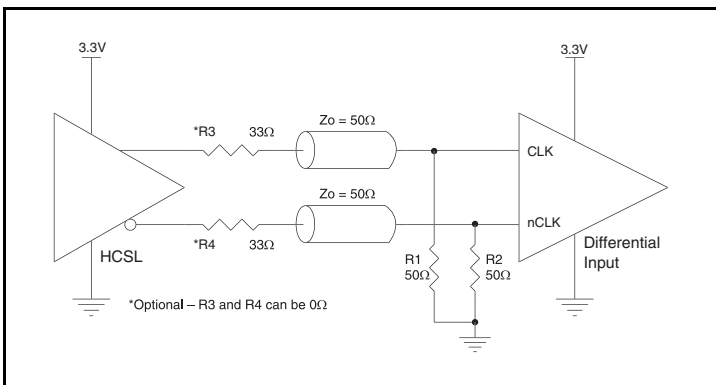 3.3V
3.3V
*R3 33Ω
Zo = 50Ω
CLK
Zo = 50Ω
nCLK
*R4 33Ω
HCSL
R1
50Ω
R2
50Ω
Differential
Input
*Optional – R3 and R4 can be 0Ω